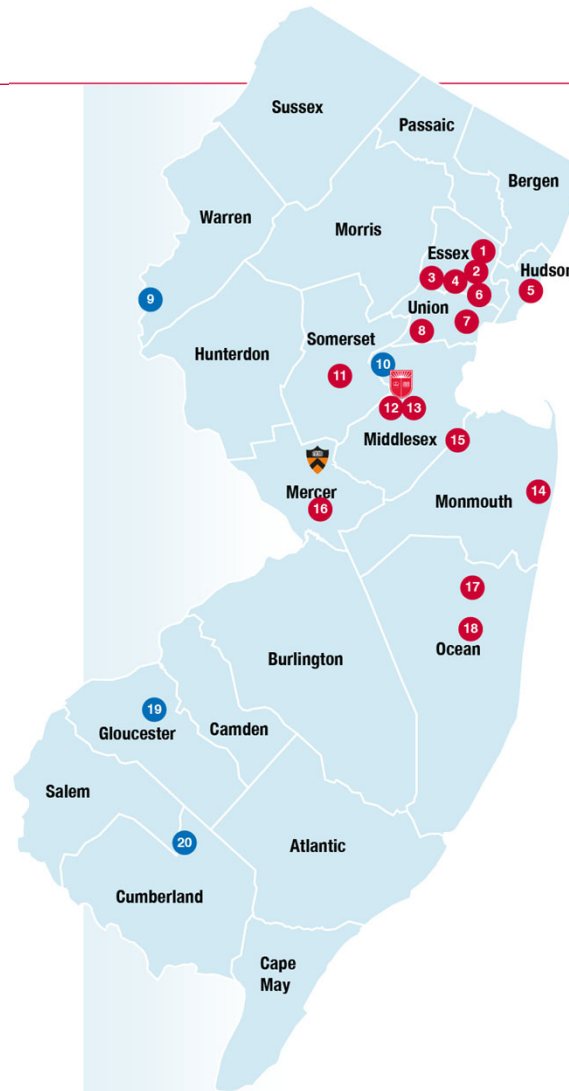 Sussex
Passaic
Bergen
Warren
Morris
Essex
1
2
3
4
Hudson
5
6
9
Union
7
8
Somerset
Hunterdon
10
11
12
13
Middlesex
15
Mercer
16
Monmouth
14
17
18
Ocean
Burlington
19
Gloucester
Camden
Salem
20
Atlantic
Cumberland
Cape
May